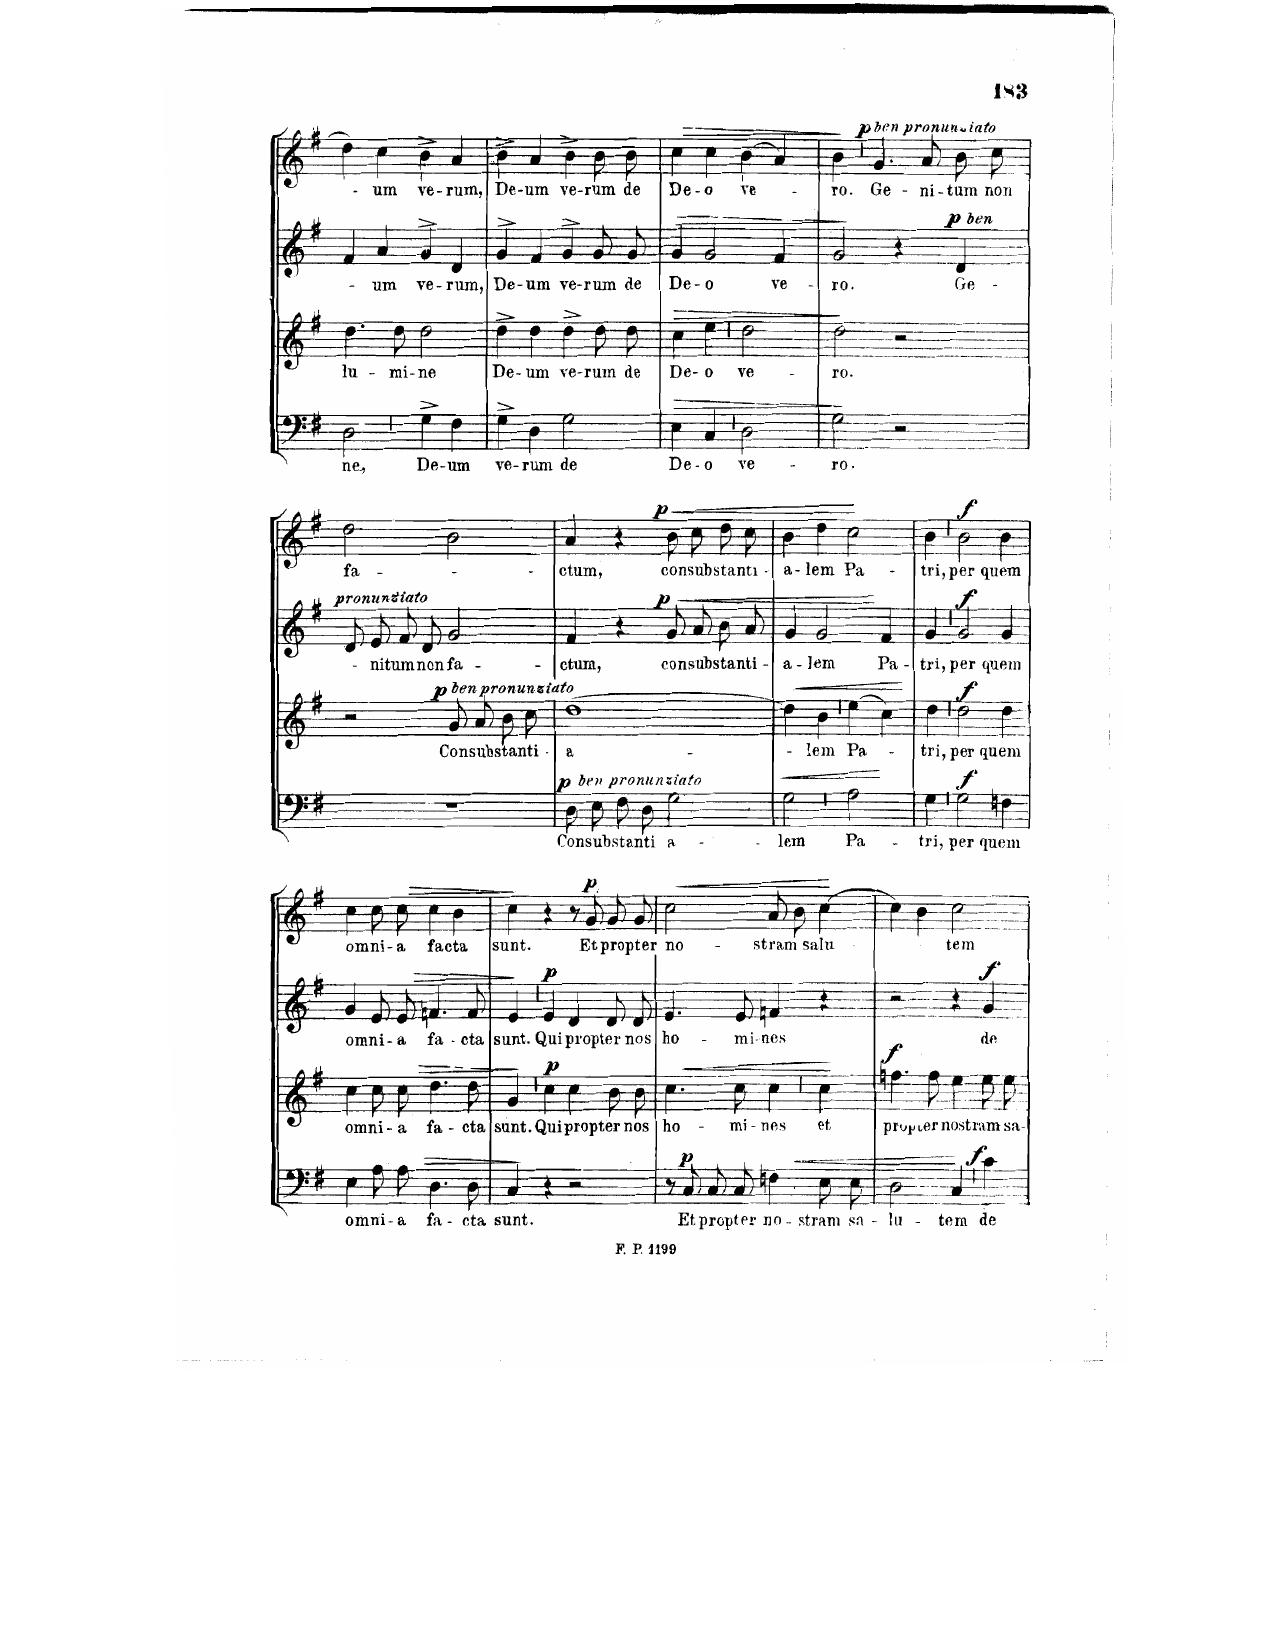 183
p ben pronunziato
- um ve-rum, De-um ve-rum de De-o ve - ro. Ge - ni-tum non
p ben
- um ve-rum, De-um ve-rum de De-o ve - ro. Ge -
lu - mi-ne De-um ve-rum de De-o ve - ro.
ne, De-um ve-rum de De-o ve - ro.
p f
fa - - - ctum, consubstanti - a-lem Pa - tri, per quem
pronunziato p f
- nitum non fa - ctum, consubstanti - a-lem Pa - tri, per quem
p ben pronunziato f
Consubstanti - a - - lem Pa - tri, per quem
p ben pronunziato f
Consubstanti a - - lem Pa - tri, per quem
p
omni-a facta sunt. Et propter no - stram salu tem
p f
omni-a fa - cta sunt. Qui propter nos ho - mi-nes de
p f
omni-a fa - cta sunt. Qui propter nos ho - mi-nes et propter nostram sa-
p f
omni-a fa - cta sunt. Et propter no - stram sa - lu - tem de
F. P. 1199